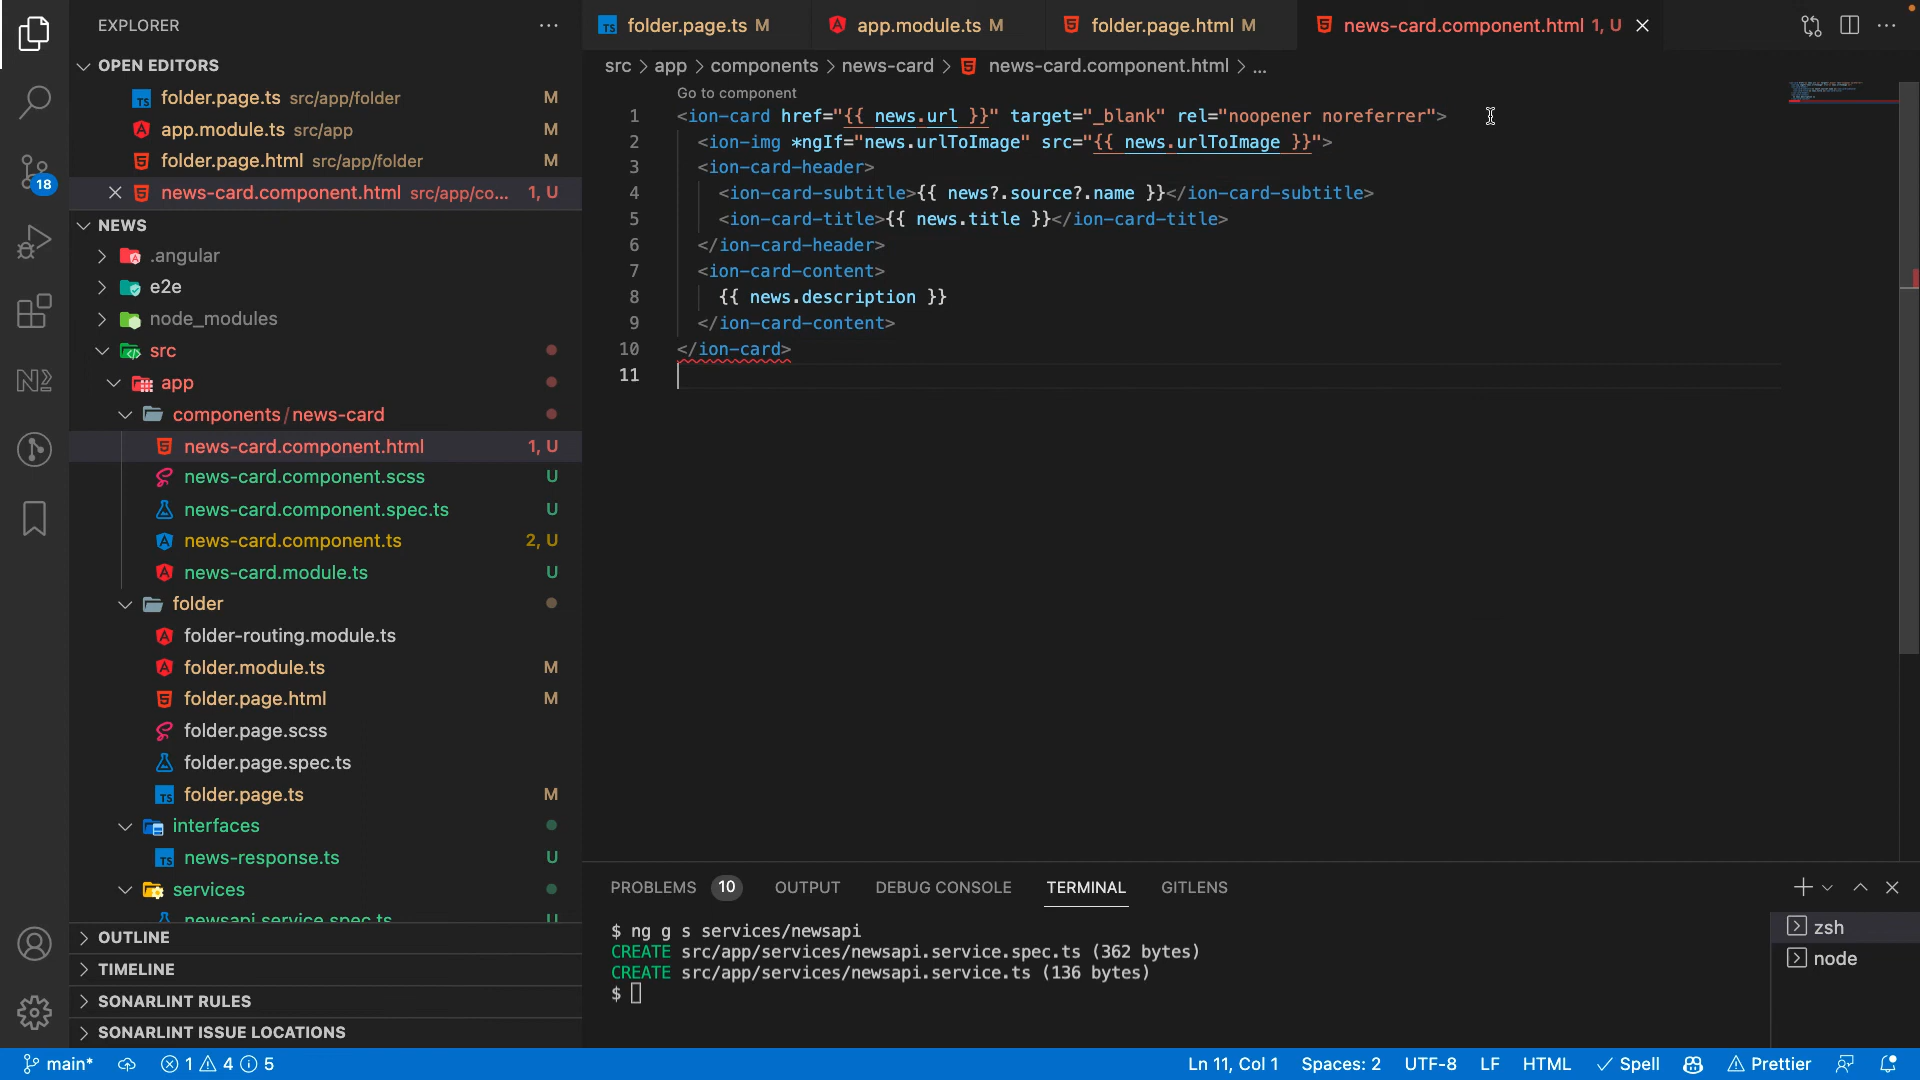 EXPLORER
OPEN EDITORS
folder.page.ts src/app/folder M
app.module.ts src/app M
folder.page.html src/app/folder M
news-card.component.html src/app/co... 1, U
NEWS
.angular
e2e
node_modules
src
app
components/news-card
news-card.component.html 1, U
news-card.component.scss U
news-card.component.spec.ts U
news-card.component.ts 2, U
news-card.module.ts U
folder
folder-routing.module.ts
folder.module.ts M
folder.page.html M
folder.page.scss
folder.page.spec.ts
folder.page.ts M
interfaces
news-response.ts U
services
newsapi.service.spec.ts U
OUTLINE
TIMELINE
SONARLINT RULES
SONARLINT ISSUE LOCATIONS
18
folder.page.ts M app.module.ts M folder.page.html M news-card.component.html 1, U
src > app > components > news-card > news-card.component.html > ...
Go to component
1 <ion-card href="{{ news.url }}" target="_blank" rel="noopener noreferrer">
2 <ion-img *ngIf="news.urlToImage" src="{{ news.urlToImage }}">
3 <ion-card-header>
4 <ion-card-subtitle>{{ news?.source?.name }}</ion-card-subtitle>
5 <ion-card-title>{{ news.title }}</ion-card-title>
6 </ion-card-header>
7 <ion-card-content>
8 {{ news.description }}
9 </ion-card-content>
10 </ion-card>
11
PROBLEMS 10 OUTPUT DEBUG CONSOLE TERMINAL GITLENS
$ ng g s services/newsapi
CREATE src/app/services/newsapi.service.spec.ts (362 bytes)
CREATE src/app/services/newsapi.service.ts (136 bytes)
$
zsh
node
main* 1 4 5 Ln 11, Col 1 Spaces: 2 UTF-8 LF HTML Spell Prettier